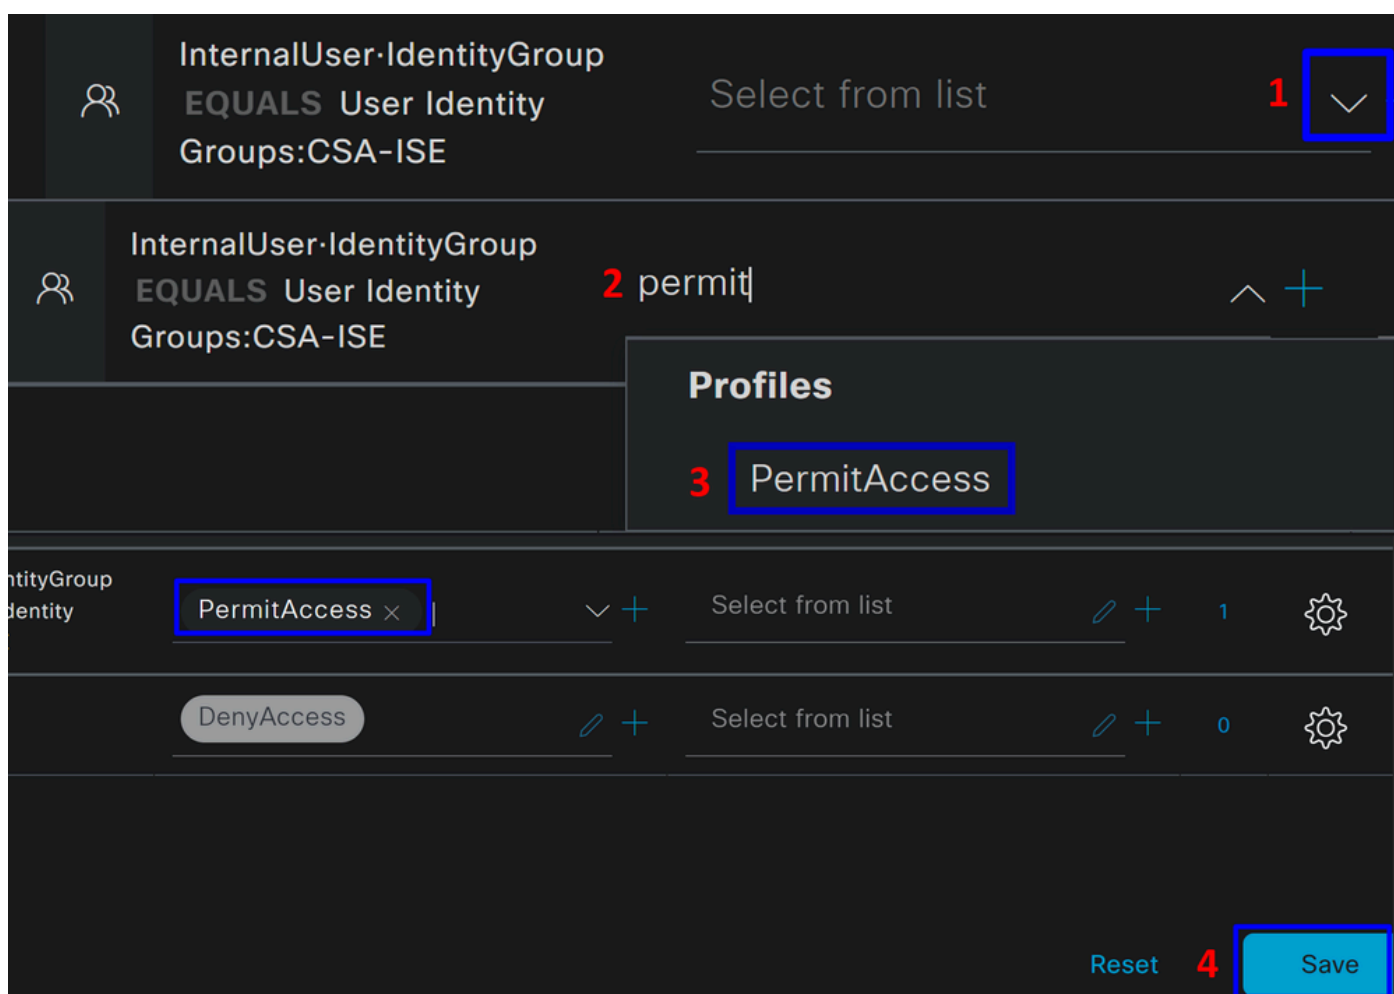 InternalUser·IdentityGroup
EQUALS User Identity
Groups:CSA-ISE
Select from list
1
InternalUser·IdentityGroup
EQUALS User Identity
Groups:CSA-ISE
2 permit
Profiles
3 PermitAccess
ntityGroup
dentity
PermitAccess ×
Select from list
1
DenyAccess
Select from list
0
Reset
4
Save